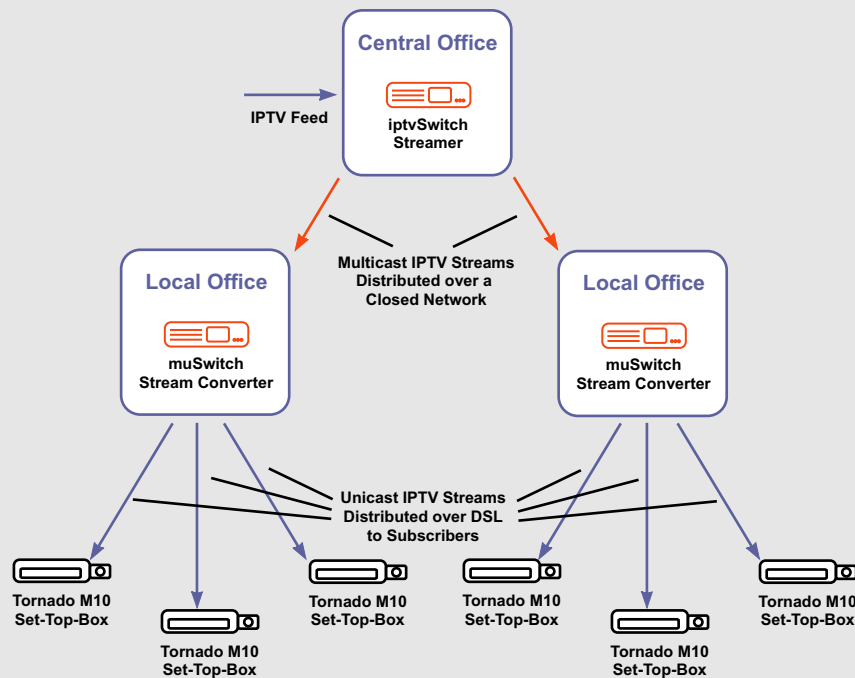 Central Office
IPTV Feed
iptvSwitch
Streamer
Multicast IPTV Streams
Distributed over a
Closed Network
Local Office
muSwitch
Stream Converter
Local Office
muSwitch
Stream Converter
Unicast IPTV Streams
Distributed over DSL
to Subscribers
Tornado M10
Set-Top-Box
Tornado M10
Set-Top-Box
Tornado M10
Set-Top-Box
Tornado M10
Set-Top-Box
Tornado M10
Set-Top-Box
Tornado M10
Set-Top-Box